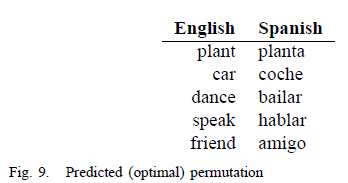 English Spanish
plant planta
car coche
dance bailar
speak hablar
friend amigo
Fig. 9. Predicted (optimal) permutation